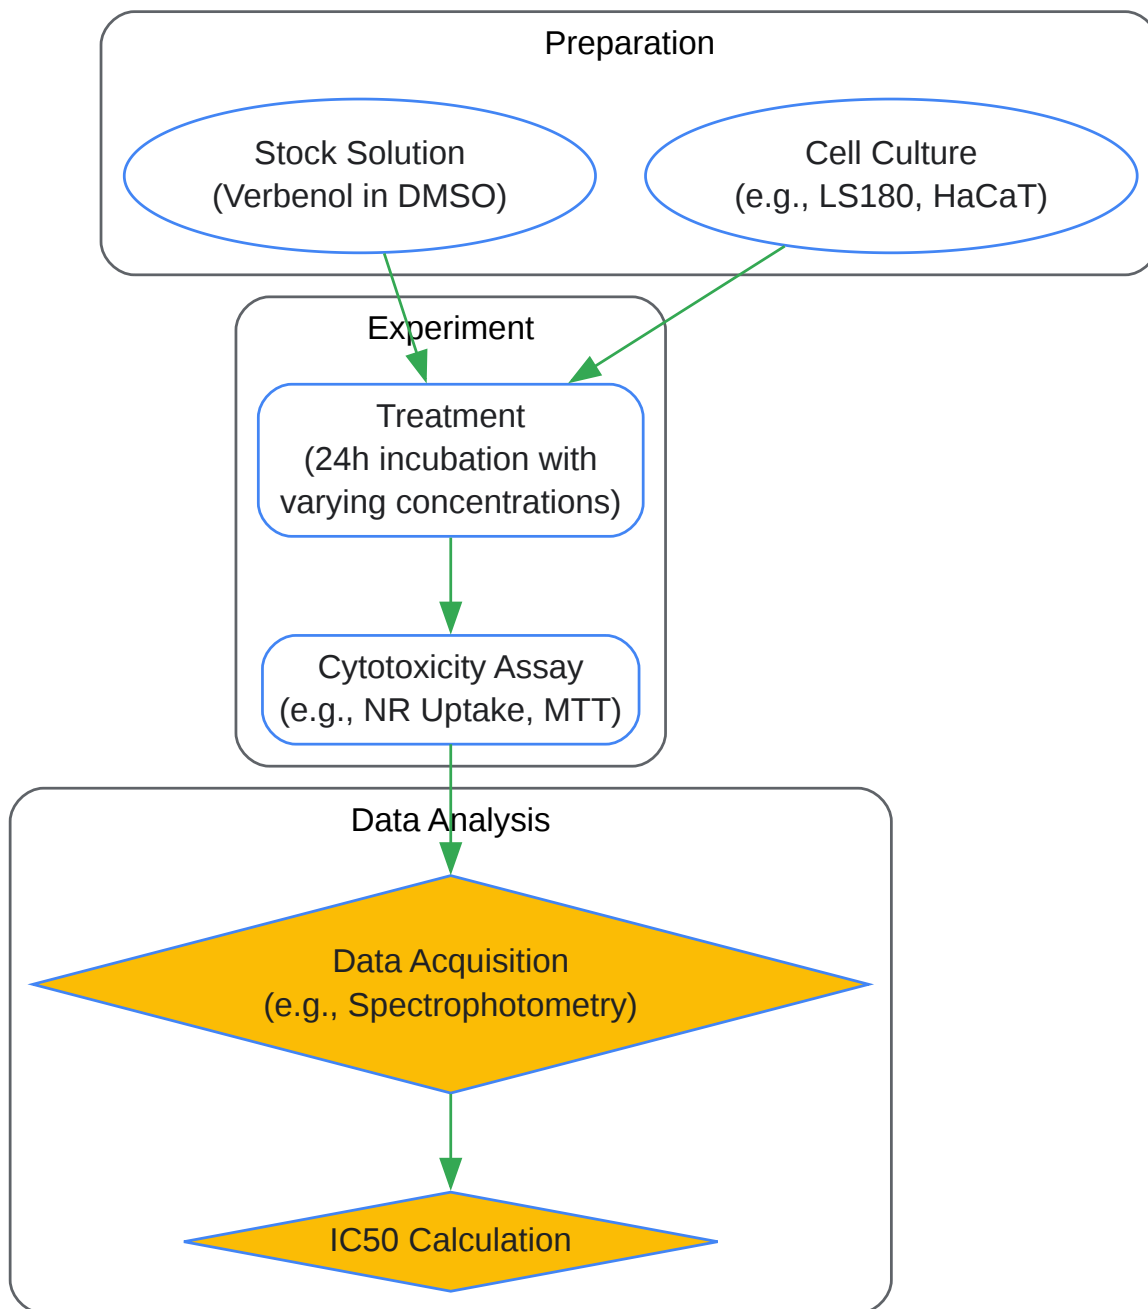 Preparation
Stock Solution
(Verbenol in DMSO)
Cell Culture
(e.g., LS180, HaCaT)
Experiment
Treatment
(24h incubation with
varying concentrations)
Cytotoxicity Assay
(e.g., NR Uptake, MTT)
Data Analysis
Data Acquisition
(e.g., Spectrophotometry)
IC50 Calculation